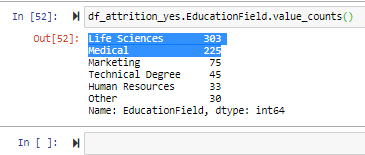 In [52]: df_attrition_yes.EducationField.value_counts()
Out[52]: Life Sciences 303
Medical 225
Marketing 75
Technical Degree 45
Human Resources 33
Other 30
Name: EducationField, dtype: int64
In [ ]: